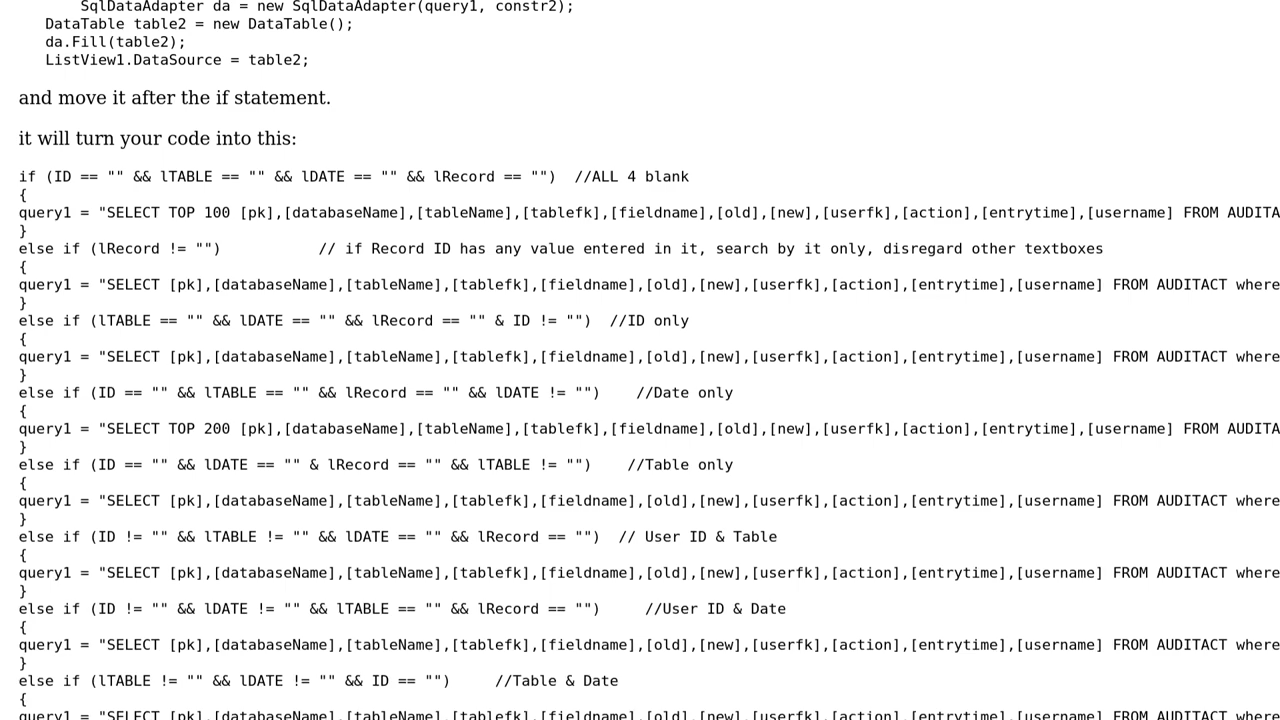 SqlDataAdapter da = new SqlDataAdapter(query1, constr2);
DataTable table2 = new DataTable();
da.Fill(table2);
ListView1.DataSource = table2;
and move it after the if statement.
it will turn your code into this:
if (ID == "" && lTABLE == "" && lDATE == "" && lRecord == "")  //ALL 4 blank
{
query1 = "SELECT TOP 100 [pk],[databaseName],[tableName],[tablefk],[fieldname],[old],[new],[userfk],[action],[entrytime],[username] FROM AUDITA
}
else if (lRecord != "")           // if Record ID has any value entered in it, search by it only, disregard other textboxes
{
query1 = "SELECT [pk],[databaseName],[tableName],[tablefk],[fieldname],[old],[new],[userfk],[action],[entrytime],[username] FROM AUDITACT where
}
else if (lTABLE == "" && lDATE == "" && lRecord == "" & ID != "")  //ID only
{
query1 = "SELECT [pk],[databaseName],[tableName],[tablefk],[fieldname],[old],[new],[userfk],[action],[entrytime],[username] FROM AUDITACT where
}
else if (ID == "" && lTABLE == "" && lRecord == "" && lDATE != "")    //Date only
{
query1 = "SELECT TOP 200 [pk],[databaseName],[tableName],[tablefk],[fieldname],[old],[new],[userfk],[action],[entrytime],[username] FROM AUDITA
}
else if (ID == "" && lDATE == "" & lRecord == "" && lTABLE != "")    //Table only
{
query1 = "SELECT [pk],[databaseName],[tableName],[tablefk],[fieldname],[old],[new],[userfk],[action],[entrytime],[username] FROM AUDITACT where
}
else if (ID != "" && lTABLE != "" && lDATE == "" && lRecord == "")  // User ID & Table
{
query1 = "SELECT [pk],[databaseName],[tableName],[tablefk],[fieldname],[old],[new],[userfk],[action],[entrytime],[username] FROM AUDITACT where
}
else if (ID != "" && lDATE != "" && lTABLE == "" && lRecord == "")     //User ID & Date
{
query1 = "SELECT [pk],[databaseName],[tableName],[tablefk],[fieldname],[old],[new],[userfk],[action],[entrytime],[username] FROM AUDITACT where
}
else if (lTABLE != "" && lDATE != "" && ID == "")     //Table & Date
{
query1 = "SELECT [pk],[databaseName],[tableName],[tablefk],[fieldname],[old],[new],[userfk],[action],[entrytime],[username] FROM AUDITACT where